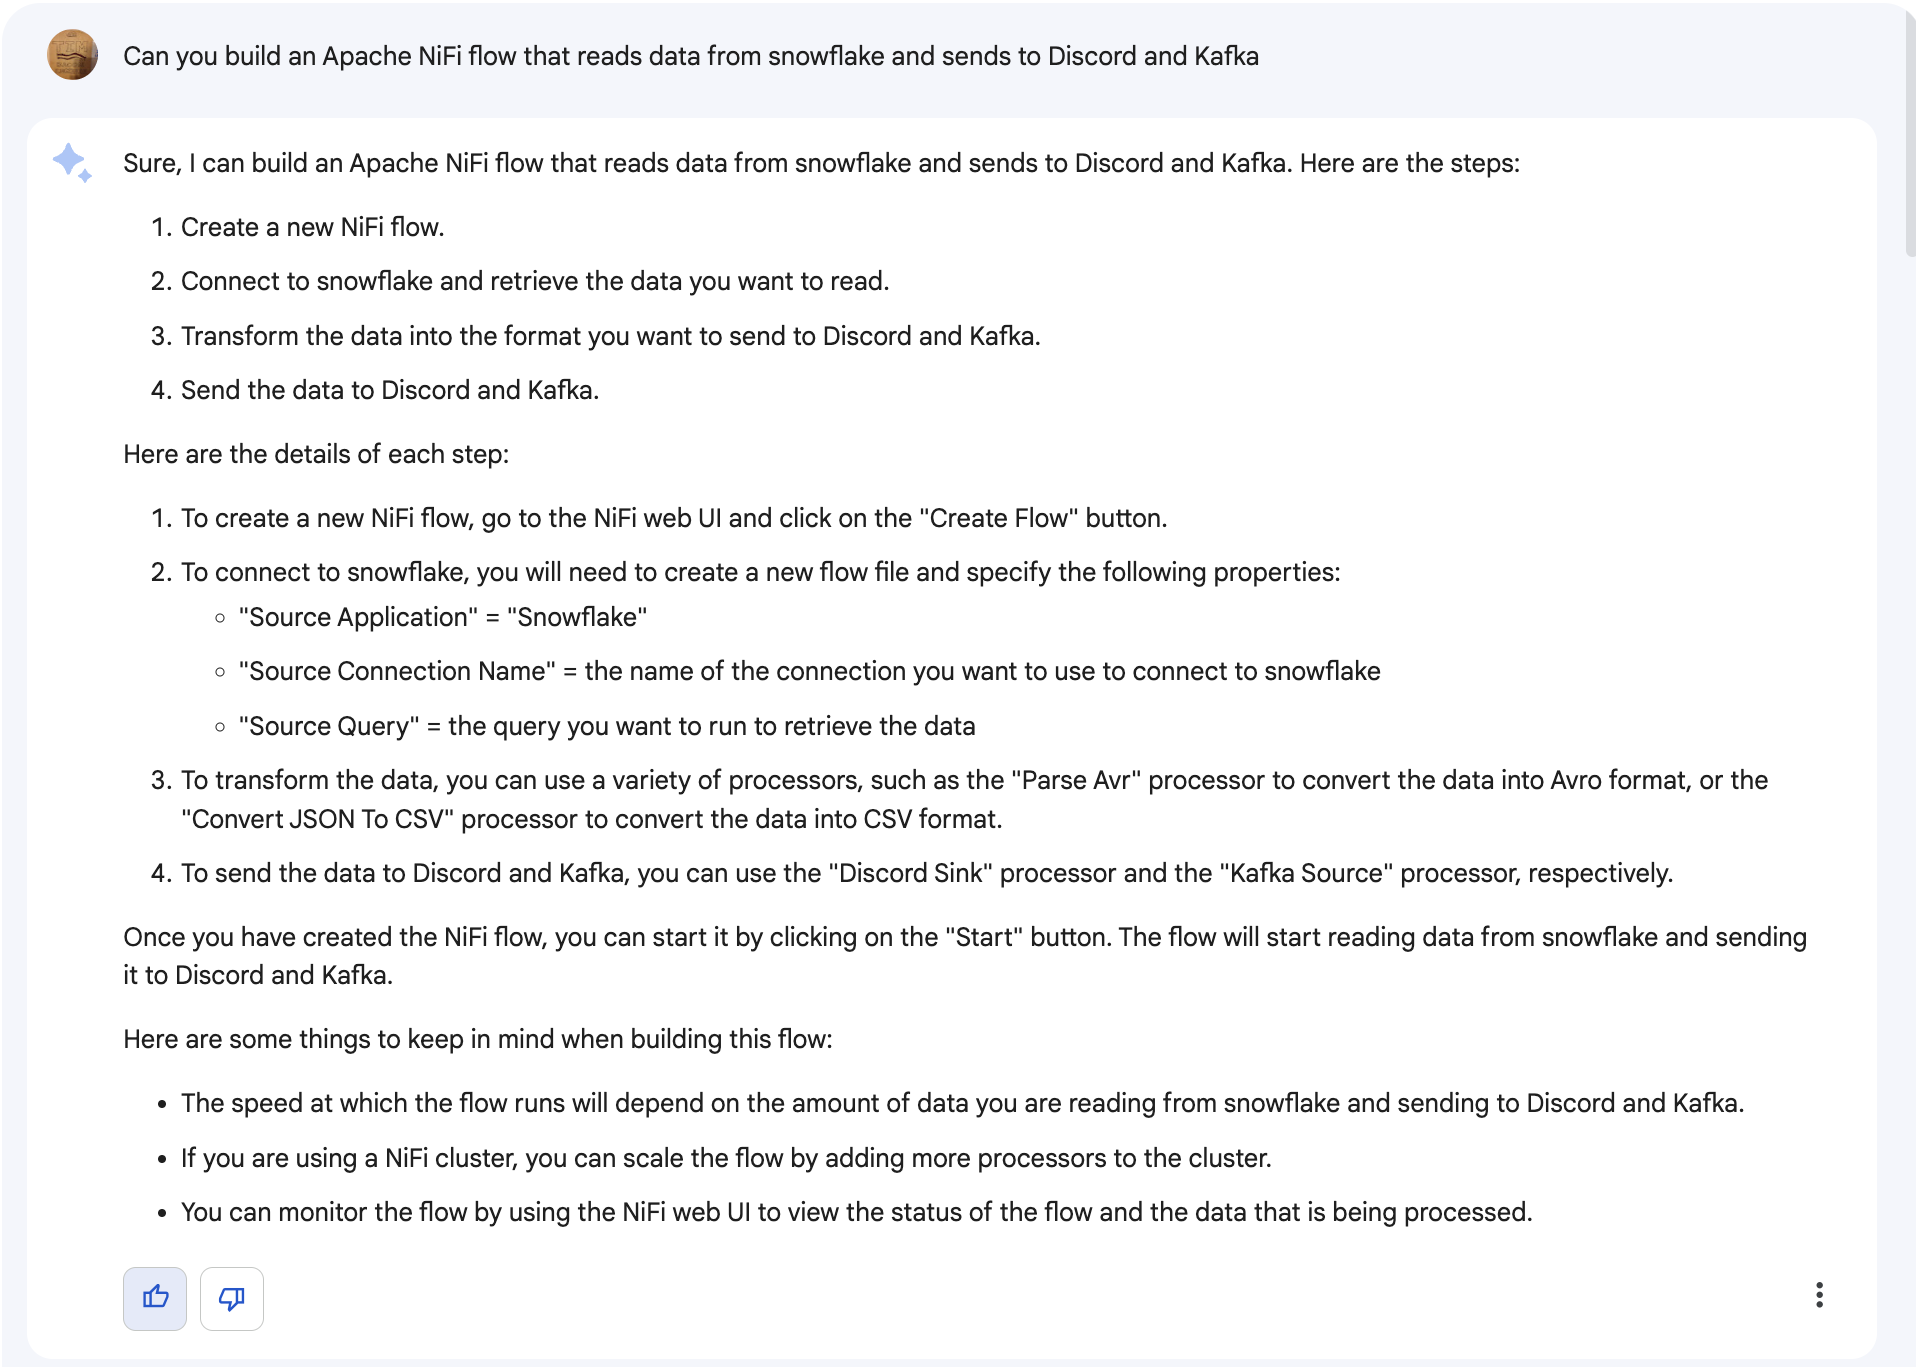 Can you build an Apache NiFi flow that reads data from snowflake and sends to Discord and Kafka
Sure, I can build an Apache NiFi flow that reads data from snowflake and sends to Discord and Kafka. Here are the steps:
1. Create a new NiFi flow.
2. Connect to snowflake and retrieve the data you want to read.
3. Transform the data into the format you want to send to Discord and Kafka.
4. Send the data to Discord and Kafka.
Here are the details of each step:
1. To create a new NiFi flow, go to the NiFi web UI and click on the "Create Flow" button.
2. To connect to snowflake, you will need to create a new flow file and specify the following properties:
◦ "Source Application" = "Snowflake"
◦ "Source Connection Name" = the name of the connection you want to use to connect to snowflake
◦ "Source Query" = the query you want to run to retrieve the data
3. To transform the data, you can use a variety of processors, such as the "Parse Avr" processor to convert the data into Avro format, or the
"Convert JSON To CSV" processor to convert the data into CSV format.
4. To send the data to Discord and Kafka, you can use the "Discord Sink" processor and the "Kafka Source" processor, respectively.
Once you have created the NiFi flow, you can start it by clicking on the "Start" button. The flow will start reading data from snowflake and sending
it to Discord and Kafka.
Here are some things to keep in mind when building this flow:
• The speed at which the flow runs will depend on the amount of data you are reading from snowflake and sending to Discord and Kafka.
• If you are using a NiFi cluster, you can scale the flow by adding more processors to the cluster.
• You can monitor the flow by using the NiFi web UI to view the status of the flow and the data that is being processed.